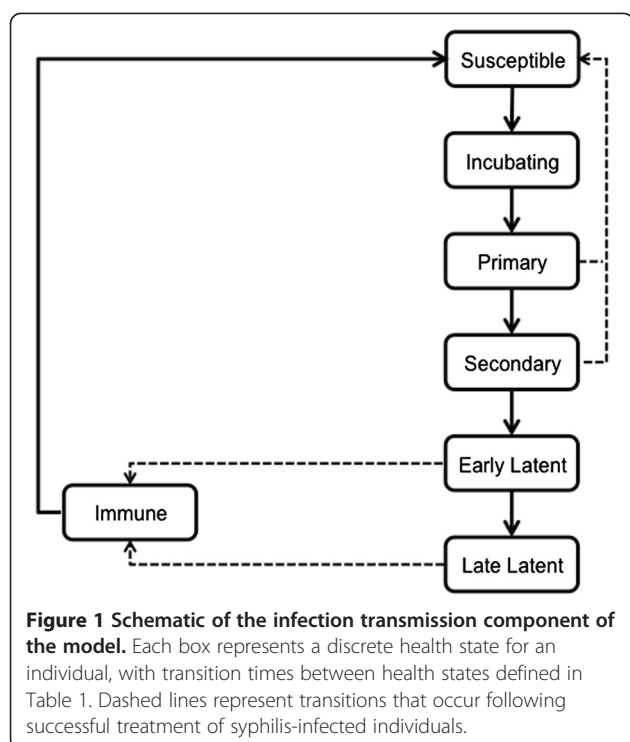 Susceptible
Incubating
Primary
Secondary
Early Latent
Immune
Late Latent
Figure 1 Schematic of the infection transmission component of
the model. Each box represents a discrete health state for an
individual, with transition times between health states defined in
Table 1. Dashed lines represent transitions that occur following
successful treatment of syphilis-infected individuals.